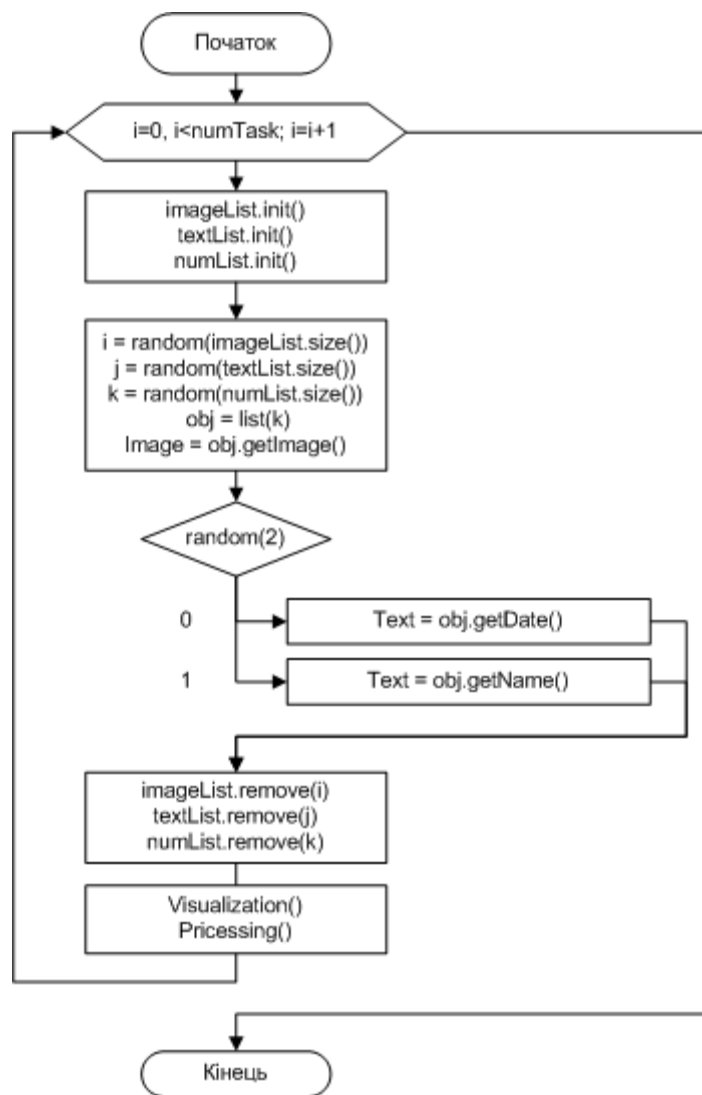 Початок
i=0, i<numTask; i=i+1
imageList.init()
textList.init()
numList.init()
i = random(imageList.size())
j = random(textList.size())
k = random(numList.size())
obj = list(k)
Image = obj.getImage()
random(2)
0
Text = obj.getDate()
1
Text = obj.getName()
imageList.remove(i)
textList.remove(j)
numList.remove(k)
Visualization()
Pricessing()
Кінець